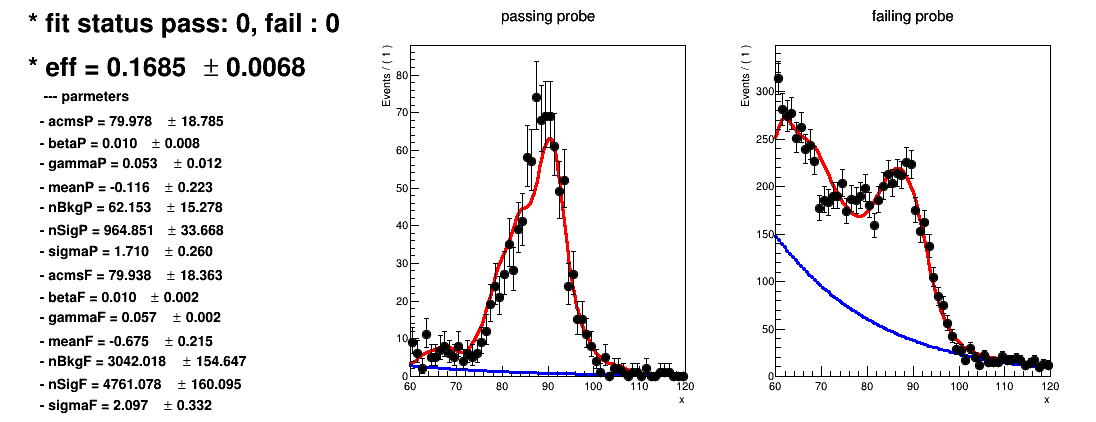 * fit status pass: 0, fail : 0
* eff = 0.1685 ± 0.0068
--- parmeters
- acmsP = 79.978 ± 18.785
- betaP = 0.010 ± 0.008
- gammaP = 0.053 ± 0.012
- meanP = -0.116 ± 0.223
- nBkgP = 62.153 ± 15.278
- nSigP = 964.851 ± 33.668
- sigmaP = 1.710 ± 0.260
- acmsF = 79.938 ± 18.363
- betaF = 0.010 ± 0.002
- gammaF = 0.057 ± 0.002
- meanF = -0.675 ± 0.215
- nBkgF = 3042.018 ± 154.647
- nSigF = 4761.078 ± 160.095
- sigmaF = 2.097 ± 0.332
passing probe
Events / ( 1 )
80
70
60
50
40
30
20
10
0
60 70 80 90 100 110 120
x
failing probe
Events / ( 1 )
300
250
200
150
100
50
0
60 70 80 90 100 110 120
x